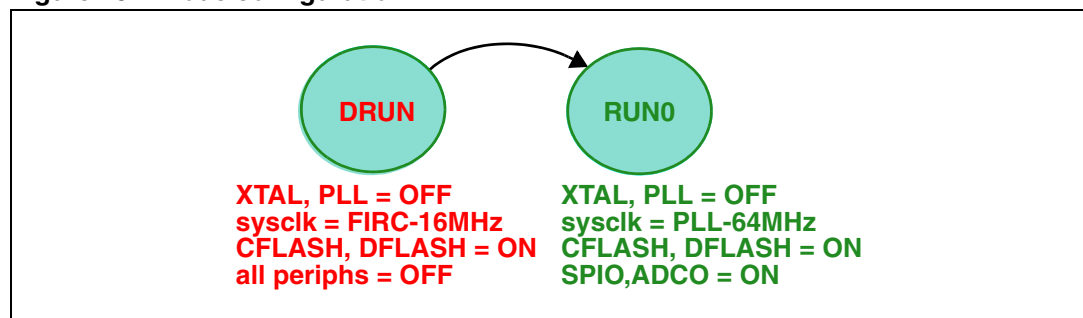 DRUN
RUN0
XTAL, PLL = OFF
sysclk = FIRC-16MHz
CFLASH, DFLASH = ON
all periphs = OFF
XTAL, PLL = OFF
sysclk = PLL-64MHz
CFLASH, DFLASH = ON
SPIO,ADCO = ON